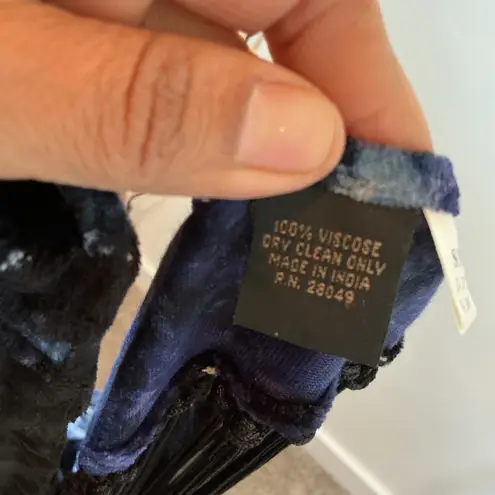 100% VISCOSE
DRY CLEAN ONLY
MADE IN INDIA
R.N. 28049